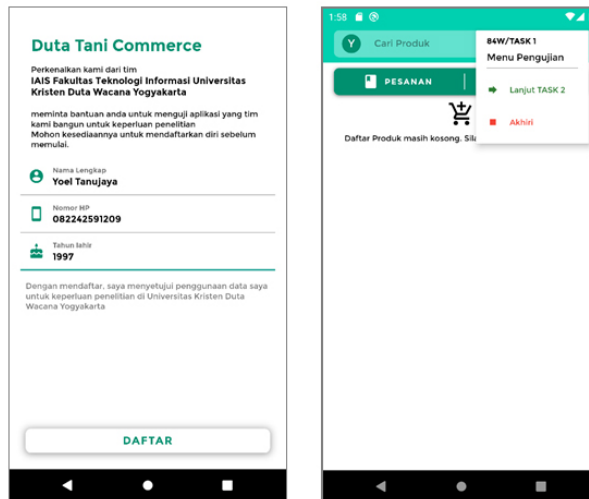 Duta Tani Commerce
Perkenalkan kami dari tim
IAIS Fakultas Teknologi Informasi Universitas
Kristen Duta Wacana Yogyakarta
meminta bantuan anda untuk menguji aplikasi yang tim
kami bangun untuk keperluan penelitian
Mohon kesediaannya untuk mendaftarkan diri sebelum
memulai.
Nama Lengkap
Yoel Tanujaya
Nomor HP
082242591209
Tahun lahir
1997
Dengan mendaftar, saya menyetujui penggunaan data saya
untuk keperluan penelitian di Universitas Kristen Duta
Wacana Yogyakarta
DAFTAR
1:58
Y
Cari Produk
84W/TASK 1
Menu Pengujian
PESANAN
Lanjut TASK 2
Akhiri
Daftar Produk masih kosong. Sila